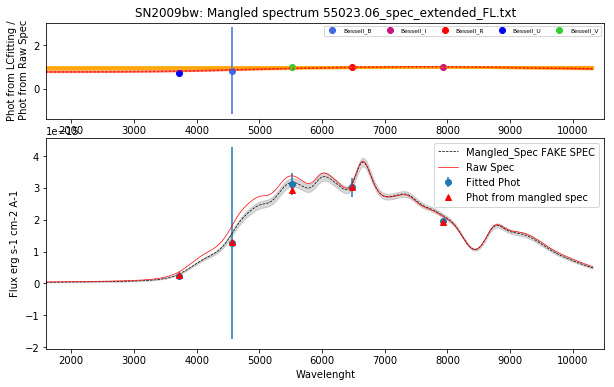 SN2009bw: Mangled spectrum 55023.06_spec_extended_FL.txt
Phot from LCfitting /
Phot from Raw Spec
2
0
Bessell_B
Bessell_I
Bessell_R
Bessell_U
Bessell_V
2000 3000 4000 5000 6000 7000 8000 9000 10000
1e−15
Flux erg s-1 cm-2 A-1
4
3
2
1
0
−1
−2
Mangled_Spec FAKE SPEC
Raw Spec
Fitted Phot
Phot from mangled spec
2000 3000 4000 5000 6000 7000 8000 9000 10000
Wavelenght